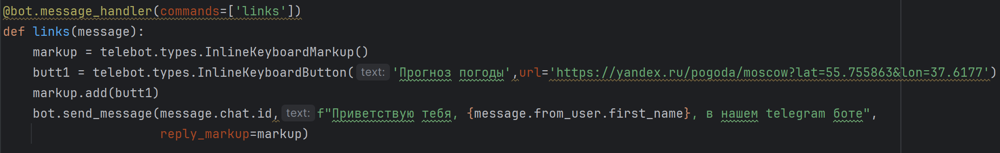 @bot.message_handler(commands=['links'])
def links(message):
    markup = telebot.types.InlineKeyboardMarkup()
    butt1 = telebot.types.InlineKeyboardButton( text: 'Прогноз погоды',url='https://yandex.ru/pogoda/moscow?lat=55.755863&lon=37.6177')
    markup.add(butt1)
    bot.send_message(message.chat.id, text: f"Приветствую тебя, {message.from_user.first_name}, в нашем telegram боте",
                     reply_markup=markup)